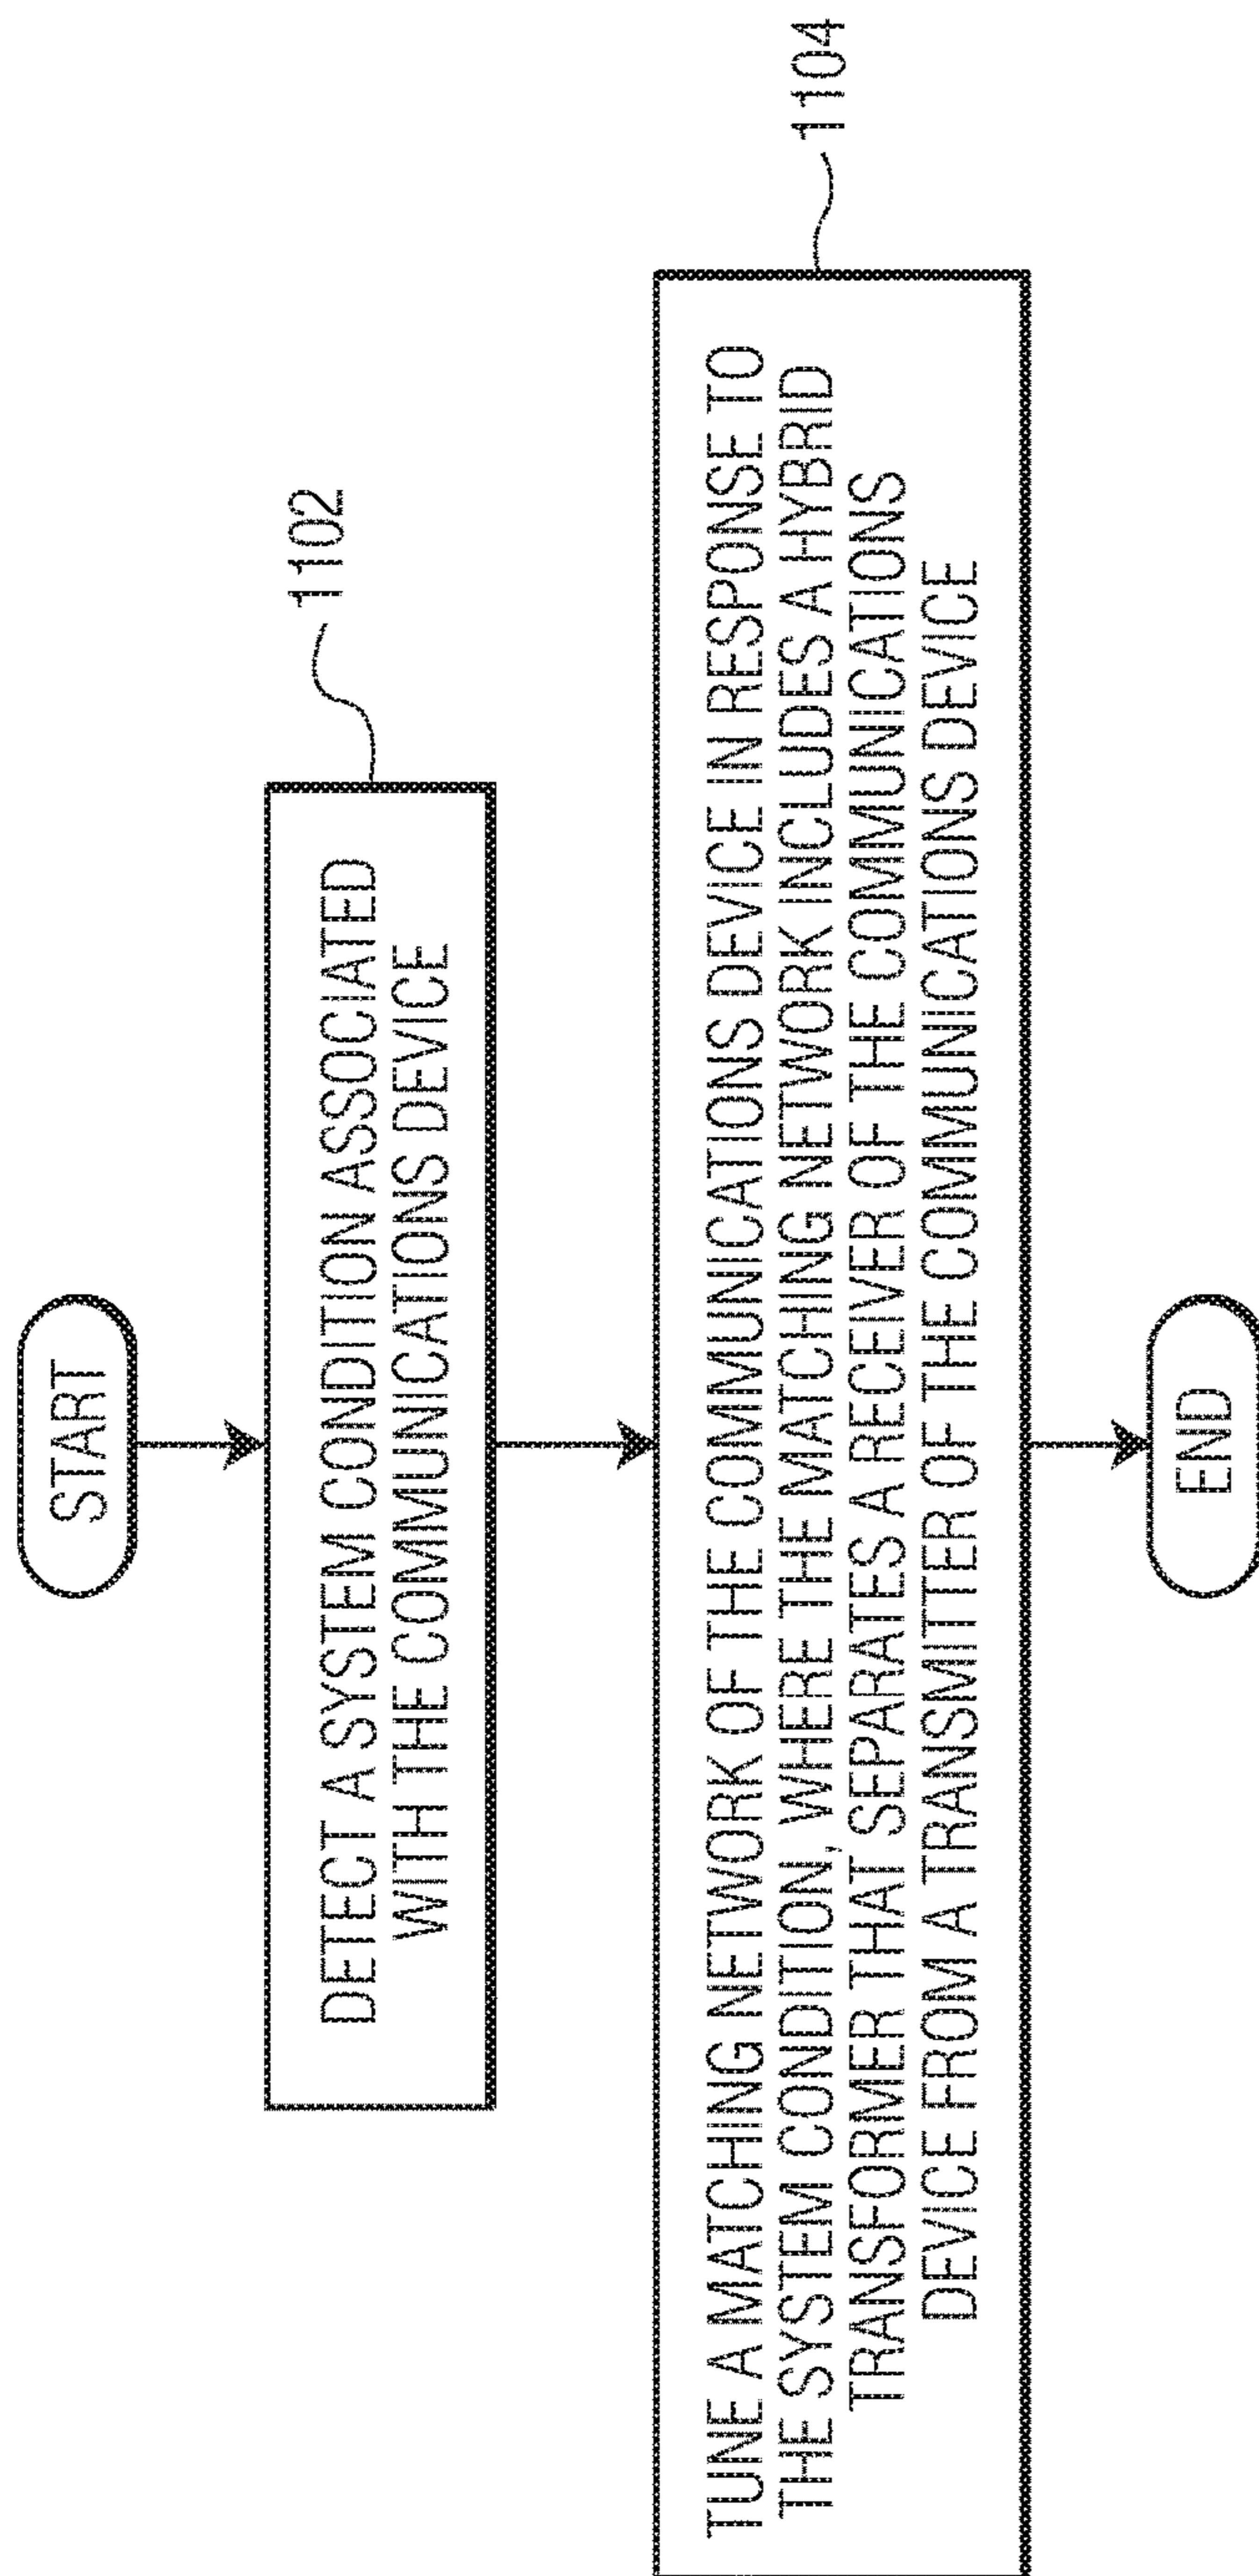 START
1102
DETECT A SYSTEM CONDITION ASSOCIATED
WITH THE COMMUNICATIONS DEVICE
1104
TUNE A MATCHING NETWORK OF THE COMMUNICATIONS DEVICE IN RESPONSE TO
THE SYSTEM CONDITION, WHERE THE MATCHING NETWORK INCLUDES A HYBRID
TRANSFORMER THAT SEPARATES A RECEIVER OF THE COMMUNICATIONS
DEVICE FROM A TRANSMITTER OF THE COMMUNICATIONS DEVICE
END